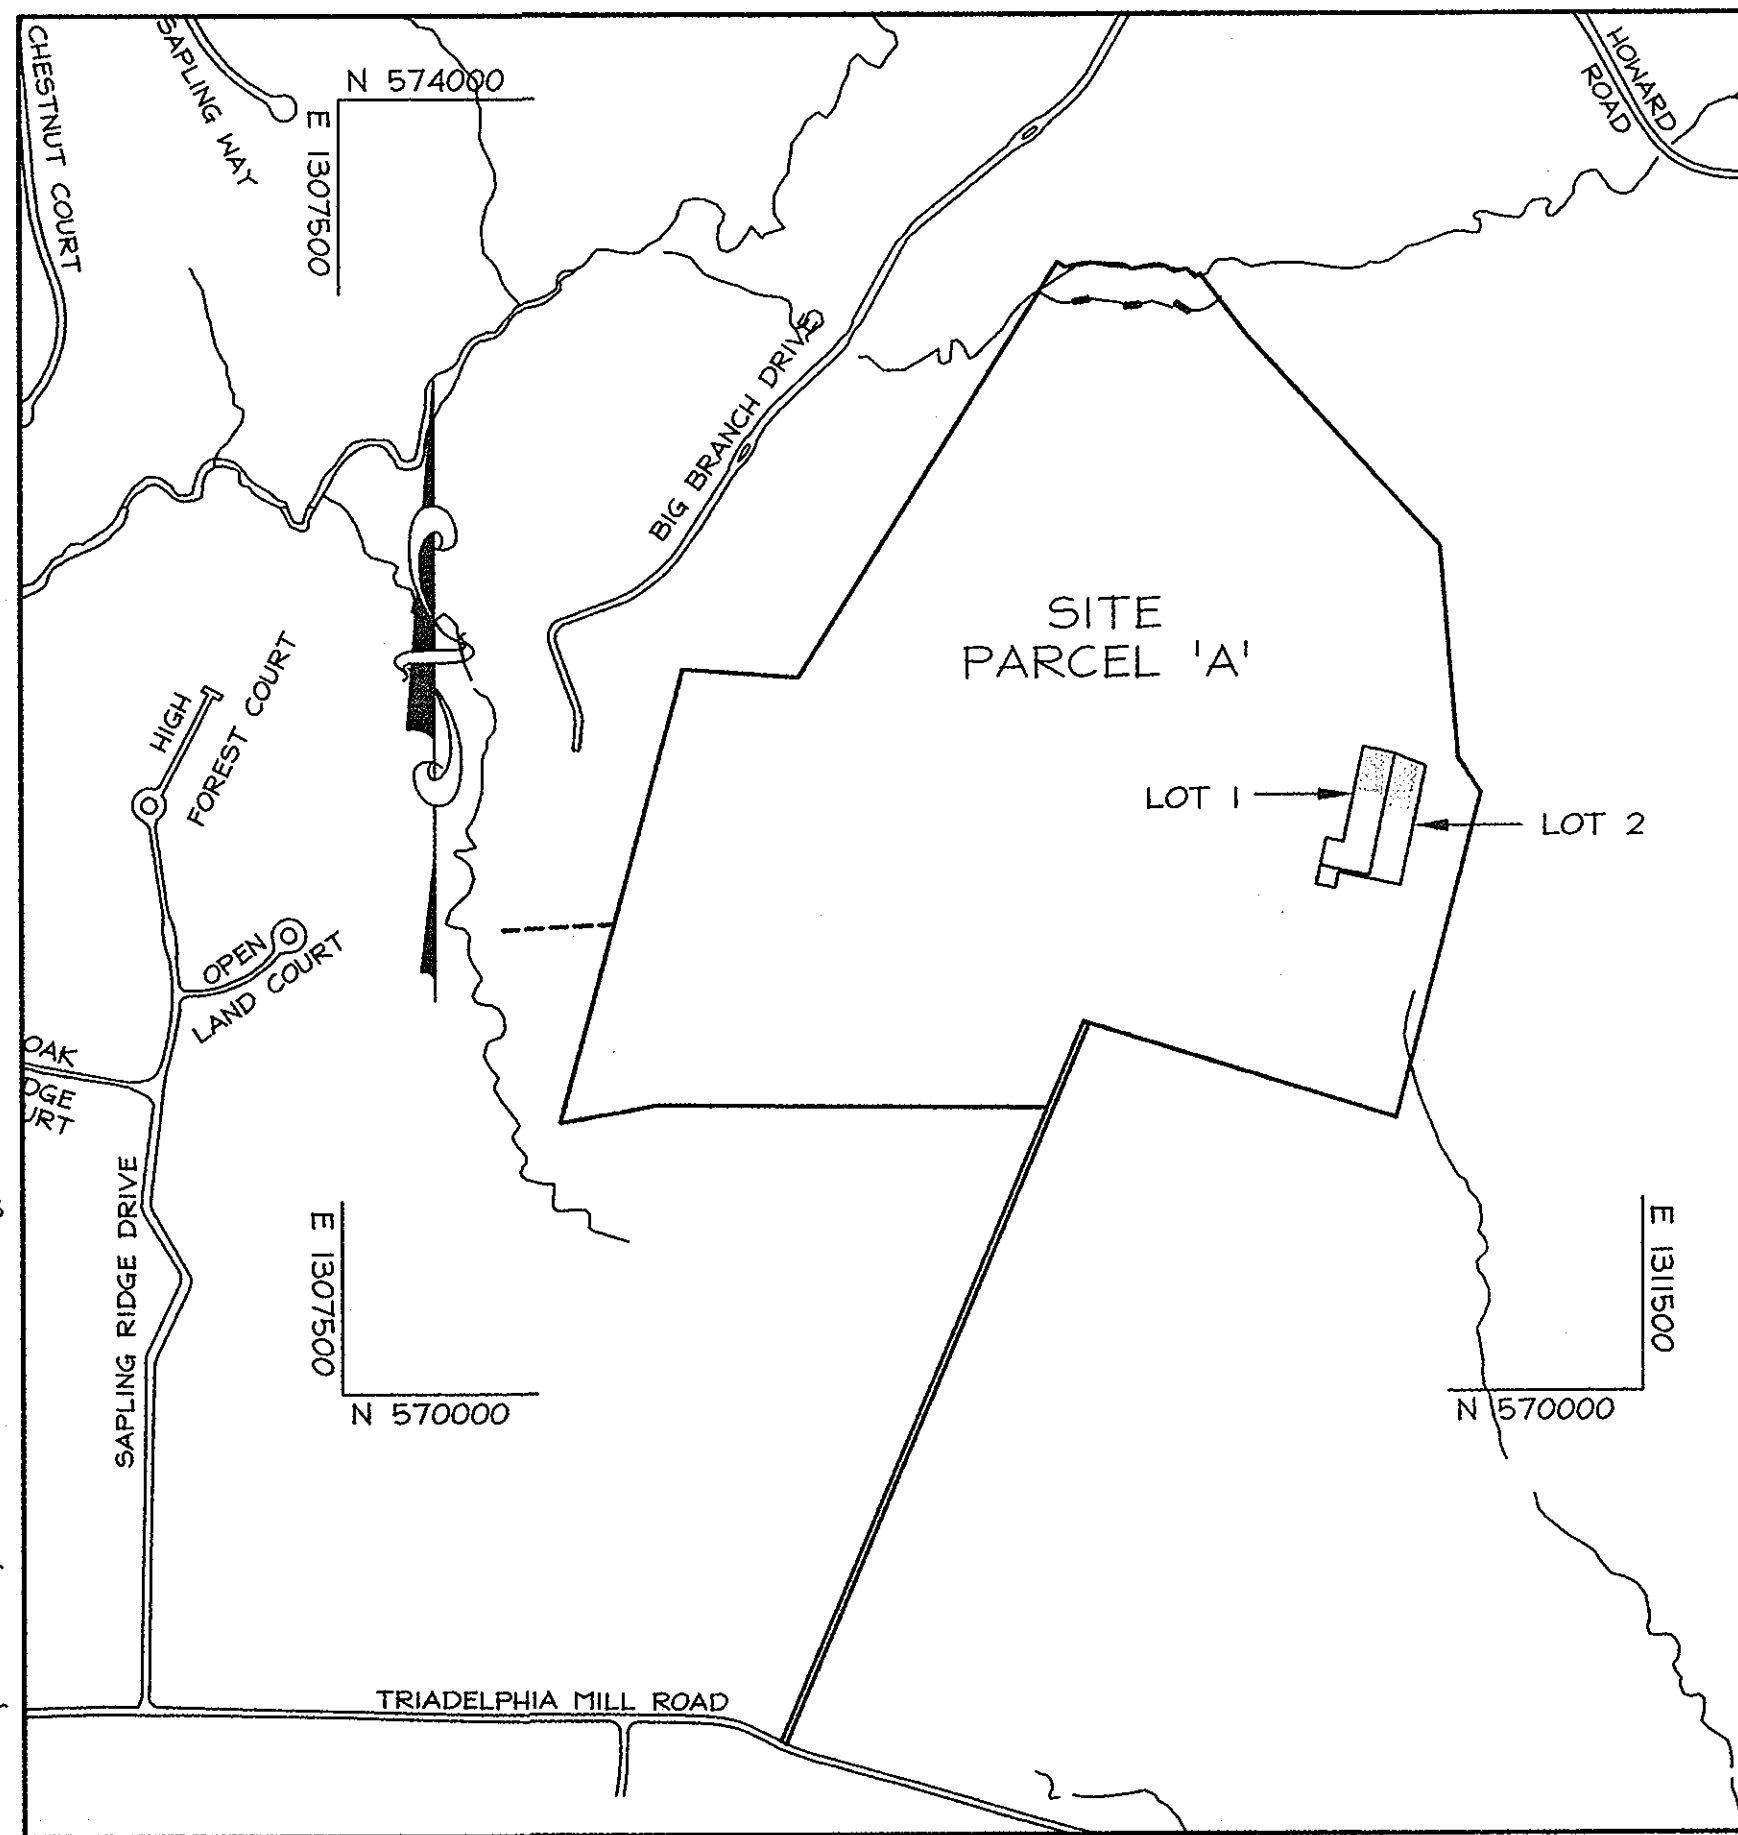 CHESTNUT COURT
SAPLING WAY
N 574000
E 1307500
HOWARD
ROAD
BIG BRANCH DRIVE
SITE
PARCEL 'A'
HIGH
FOREST COURT
LOT 1
LOT 2
OPEN
LAND COURT
OAK
DGE
URT
SAPLING RIDGE DRIVE
E 1307500
N 570000
E 1311500
N 570000
TRIADELPHIA MILL ROAD